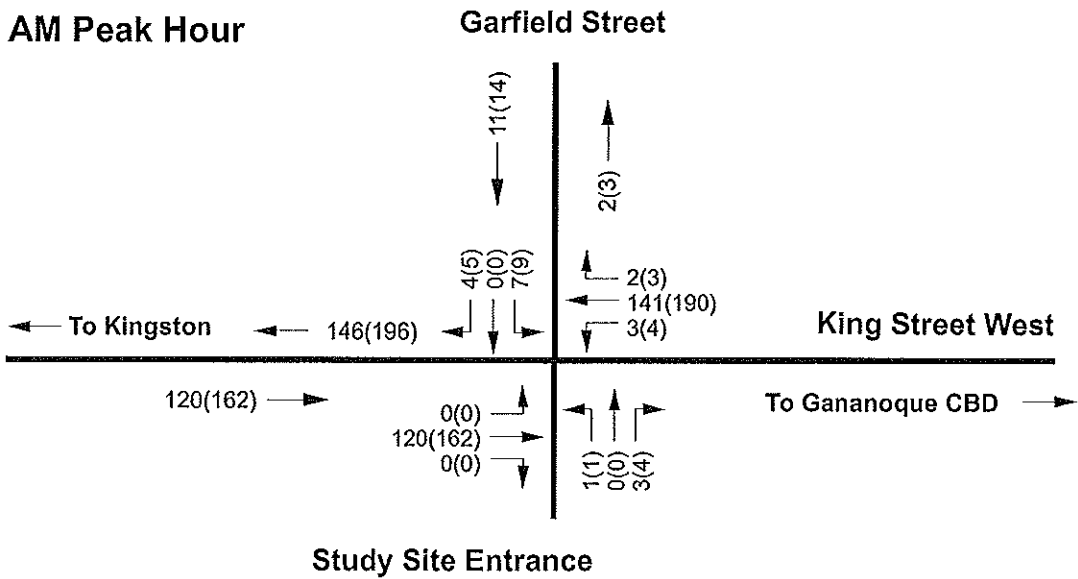 AM Peak Hour
Garfield Street
11(14)
2(3)
4(5)
0(0)
7(9)
2(3)
141(190)
3(4)
To Kingston
146(196)
King Street West
120(162)
To Gananoque CBD
0(0)
120(162)
0(0)
1(1)
0(0)
3(4)
Study Site Entrance